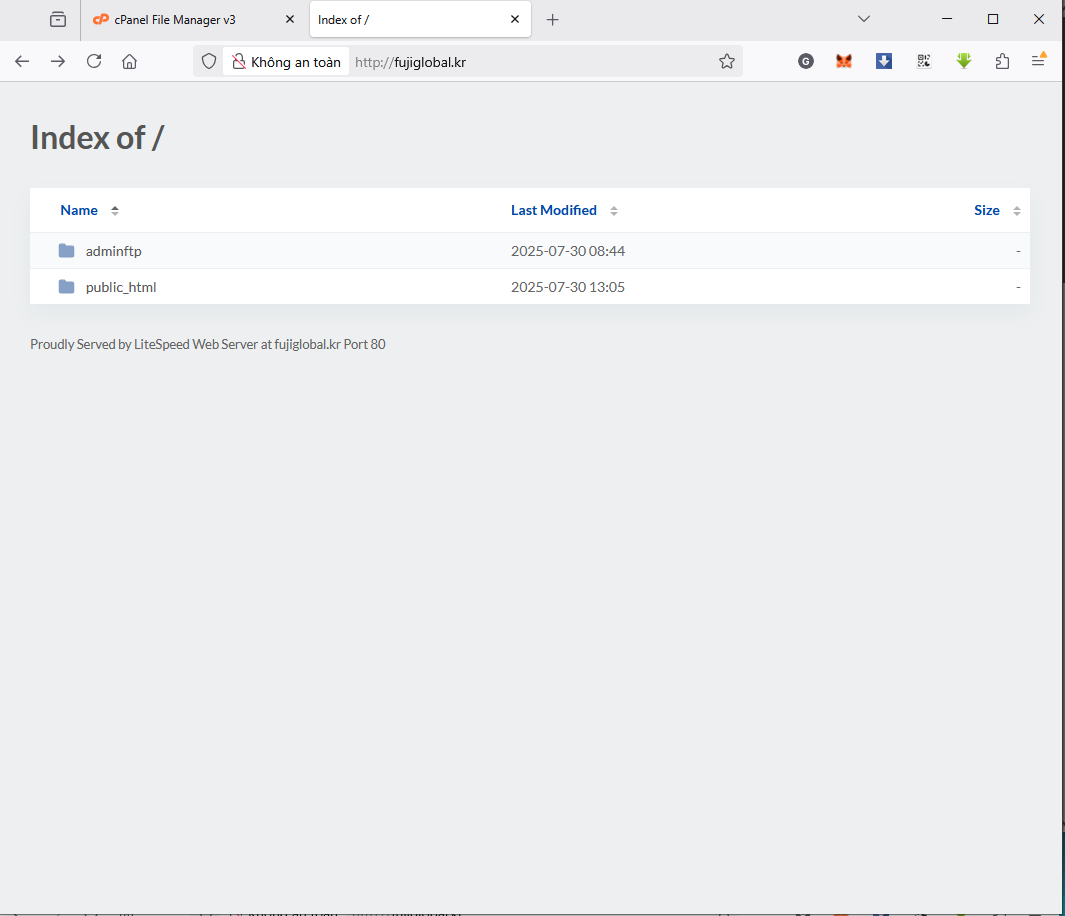 cPanel File Manager v3
Index of /
Không an toàn http://fujiglobal.kr
Index of /
Name Last Modified Size
adminftp 2025-07-30 08:44 -
public_html 2025-07-30 13:05 -
Proudly Served by LiteSpeed Web Server at fujiglobal.kr Port 80